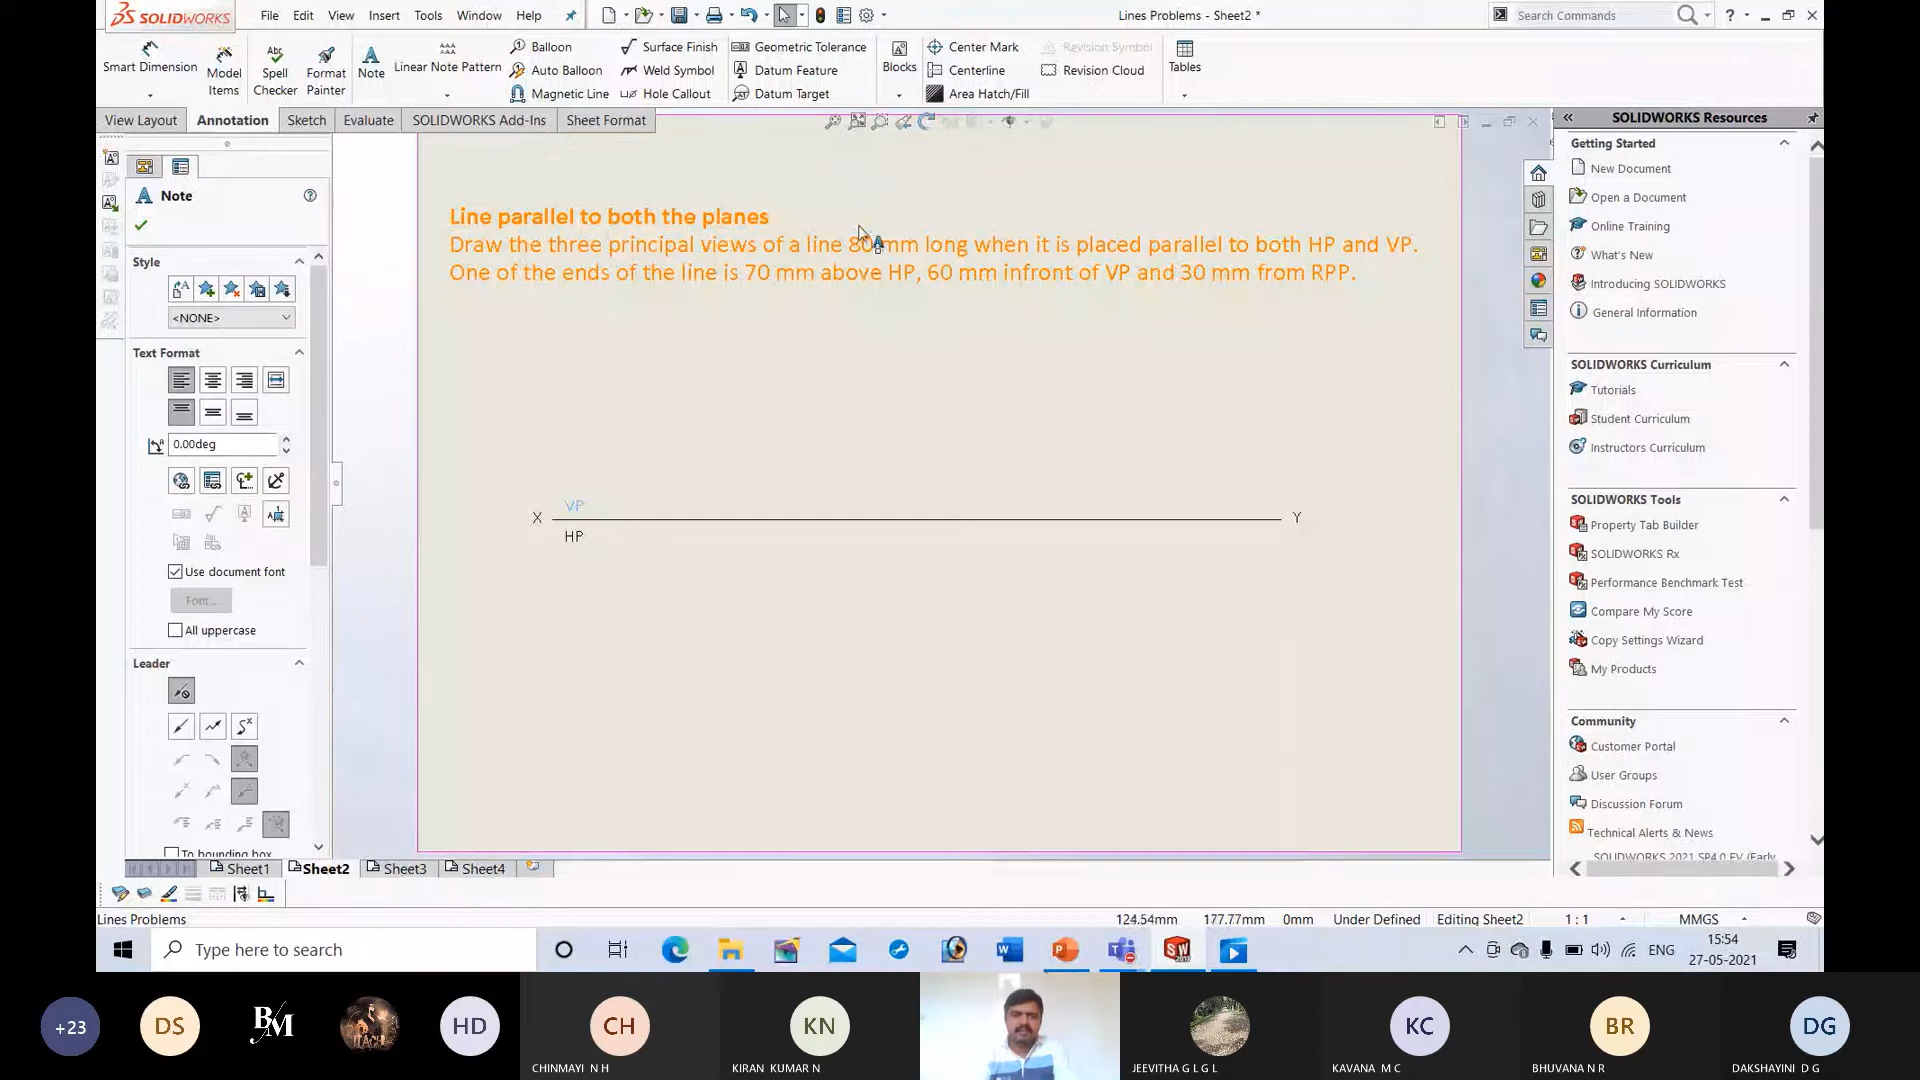 SOLIDWORKS File Edit View Insert Tools Window Help Lines Problems - Sheet2 * Search Commands
Smart Dimension Model Items Abc Spell Checker Format Painter Note Linear Note Pattern Balloon Surface Finish Geometric Tolerance Blocks Center Mark Revision Symbol Tables
Auto Balloon Weld Symbol Datum Feature Centerline Revision Cloud
Magnetic Line Hole Callout Datum Target Area Hatch/Fill
View Layout Annotation Sketch Evaluate SOLIDWORKS Add-Ins Sheet Format
Note
Style
<NONE>
Text Format
0.00deg
Use document font
Font...
All uppercase
Leader
To bounding box
Line parallel to both the planes
Draw the three principal views of a line 80 mm long when it is placed parallel to both HP and VP.
One of the ends of the line is 70 mm above HP, 60 mm infront of VP and 30 mm from RPP.
VP
X Y
HP
SOLIDWORKS Resources
Getting Started
New Document
Open a Document
Online Training
What's New
Introducing SOLIDWORKS
General Information
SOLIDWORKS Curriculum
Tutorials
Student Curriculum
Instructors Curriculum
SOLIDWORKS Tools
Property Tab Builder
SOLIDWORKS Rx
Performance Benchmark Test
Compare My Score
Copy Settings Wizard
My Products
Community
Customer Portal
User Groups
Discussion Forum
Technical Alerts & News
SOLIDWORKS 2021 SP4.0 EV (Early
Sheet1 Sheet2 Sheet3 Sheet4
Lines Problems 124.54mm 177.77mm 0mm Under Defined Editing Sheet2 1 : 1 MMGS
Type here to search ENG 15:54
27-05-2021
+23 DS BM HD CH KN KC BR DG
CHINMAYI N H KIRAN KUMAR N JEEVITHA G L G L KAVANA M C BHUVANA N R DAKSHAYINI D G